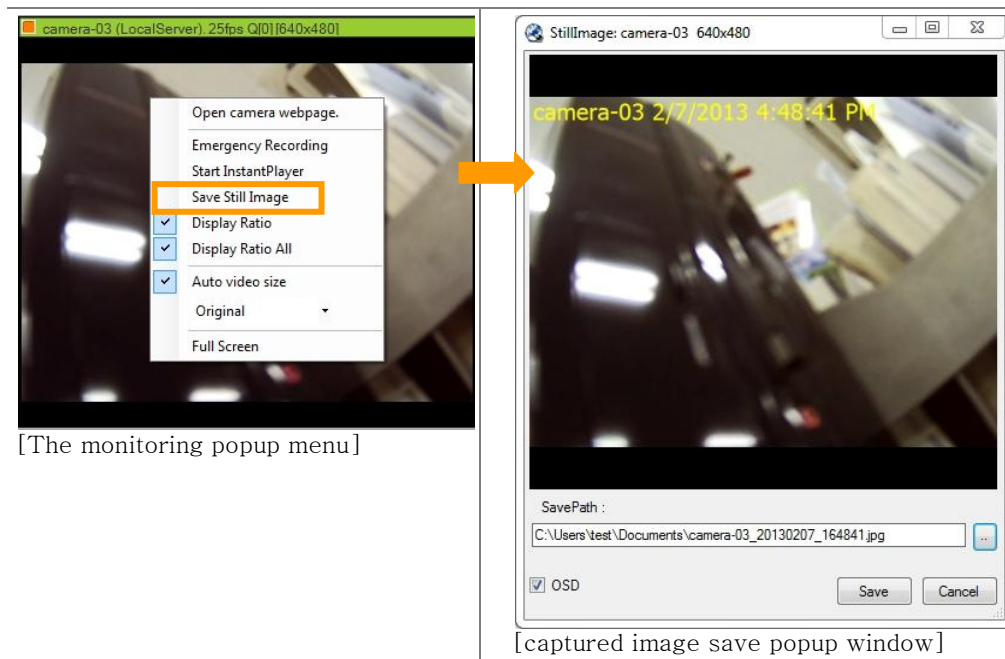 camera-03 (LocalServer). 25fps Q[0] [640x480]
Open camera webpage.
Emergency Recording
Start InstantPlayer
Save Still Image
Display Ratio
Display Ratio All
Auto video size
Original
Full Screen
[The monitoring popup menu]
StillImage: camera-03 640x480
camera-03 2/7/2013 4:48:41 PM
SavePath :
C:\Users\test\Documents\camera-03_20130207_164841.jpg
..
OSD
Save
Cancel
[captured image save popup window]